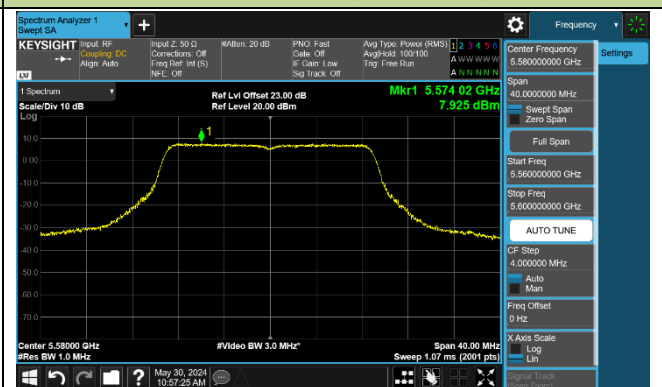 Spectrum Analyzer 1
Swept SA
+
Frequency
KEYSIGHT
Input: RF
Coupling: DC
Align: Auto
Input Z: 50 Ω
Corrections: Off
Freq Ref: Int (S)
NFE: Off
#Atten: 20 dB
PNO: Fast
Gate: Off
IF Gain: Low
Sig Track: Off
Avg Type: Power (RMS)
Avg|Hold: 100/100
Trig: Free Run
1 2 3 4 5 6
A W W W W W
A N N N N N
LXI
1 Spectrum
Scale/Div 10 dB
Log
Ref Lvl Offset 23.00 dB
Ref Level 20.00 dBm
Mkr1 5.574 02 GHz
7.925 dBm
1
10.0
0.00
-10.0
-20.0
-30.0
-40.0
-50.0
-60.0
-70.0
Center 5.58000 GHz
#Res BW 1.0 MHz
#Video BW 3.0 MHz*
Span 40.00 MHz
Sweep 1.07 ms (2001 pts)
Center Frequency
5.580000000 GHz
Settings
Span
40.0000000 MHz
Swept Span
Zero Span
Full Span
Start Freq
5.560000000 GHz
Stop Freq
5.600000000 GHz
AUTO TUNE
CF Step
4.000000 MHz
Auto
Man
Freq Offset
0 Hz
X Axis Scale
Log
Lin
Signal Track
(Span Zoom)
?
May 30, 2024
10:57:25 AM